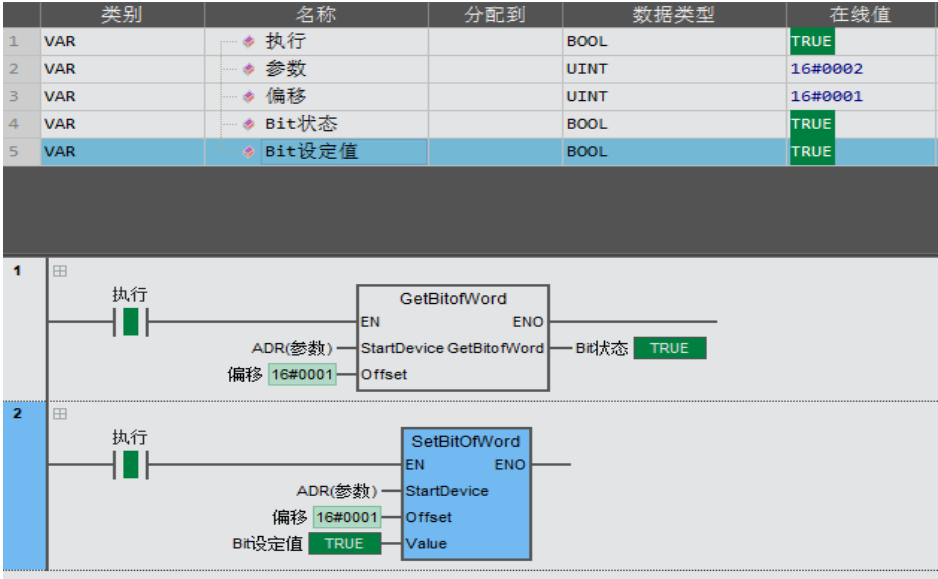 类别 名称 分配到 数据类型 在线值
1 VAR 执行 BOOL TRUE
2 VAR 参数 UINT 16#0002
3 VAR 偏移 UINT 16#0001
4 VAR Bit状态 BOOL TRUE
5 VAR Bit设定值 BOOL TRUE
1
执行
GetBitofWord
EN ENO
ADR(参数) StartDevice GetBitofWord Bit状态 TRUE
偏移 16#0001 Offset
2
执行
SetBitOfWord
EN ENO
ADR(参数) StartDevice
偏移 16#0001 Offset
Bit设定值 TRUE Value